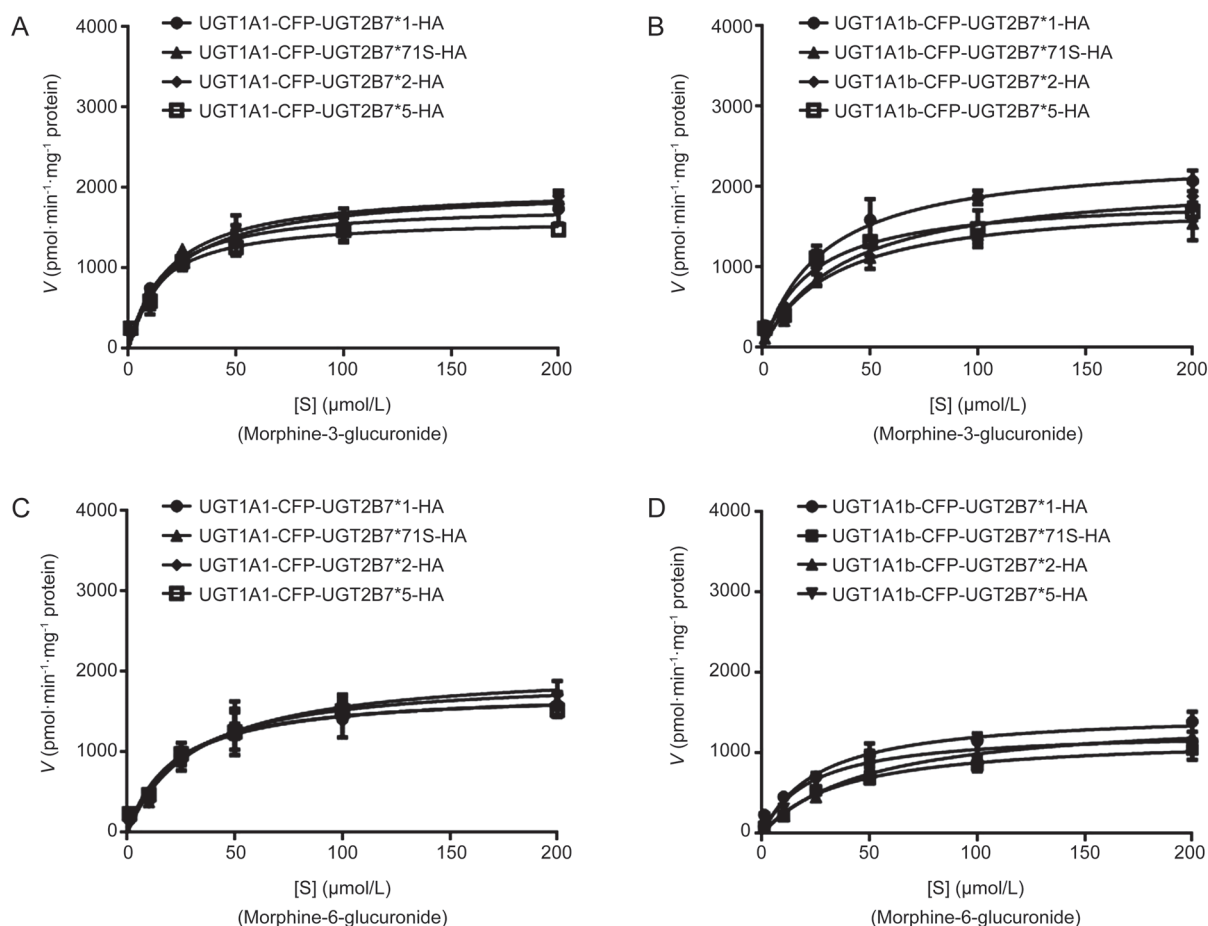 A
UGT1A1-CFP-UGT2B7*1-HA
UGT1A1-CFP-UGT2B7*71S-HA
UGT1A1-CFP-UGT2B7*2-HA
UGT1A1-CFP-UGT2B7*5-HA
V (pmol·min⁻¹·mg⁻¹ protein)
4000
3000
2000
1000
0
0 50 100 150 200
[S] (µmol/L)
(Morphine-3-glucuronide)
B
UGT1A1b-CFP-UGT2B7*1-HA
UGT1A1b-CFP-UGT2B7*71S-HA
UGT1A1b-CFP-UGT2B7*2-HA
UGT1A1b-CFP-UGT2B7*5-HA
V (pmol·min⁻¹·mg⁻¹ protein)
4000
3000
2000
1000
0
0 50 100 150 200
[S] (µmol/L)
(Morphine-3-glucuronide)
C
UGT1A1-CFP-UGT2B7*1-HA
UGT1A1-CFP-UGT2B7*71S-HA
UGT1A1-CFP-UGT2B7*2-HA
UGT1A1-CFP-UGT2B7*5-HA
V (pmol·min⁻¹·mg⁻¹ protein)
4000
3000
2000
1000
0
0 50 100 150 200
[S] (µmol/L)
(Morphine-6-glucuronide)
D
UGT1A1b-CFP-UGT2B7*1-HA
UGT1A1b-CFP-UGT2B7*71S-HA
UGT1A1b-CFP-UGT2B7*2-HA
UGT1A1b-CFP-UGT2B7*5-HA
V (pmol·min⁻¹·mg⁻¹ protein)
4000
3000
2000
1000
0
0 50 100 150 200
[S] (µmol/L)
(Morphine-6-glucuronide)